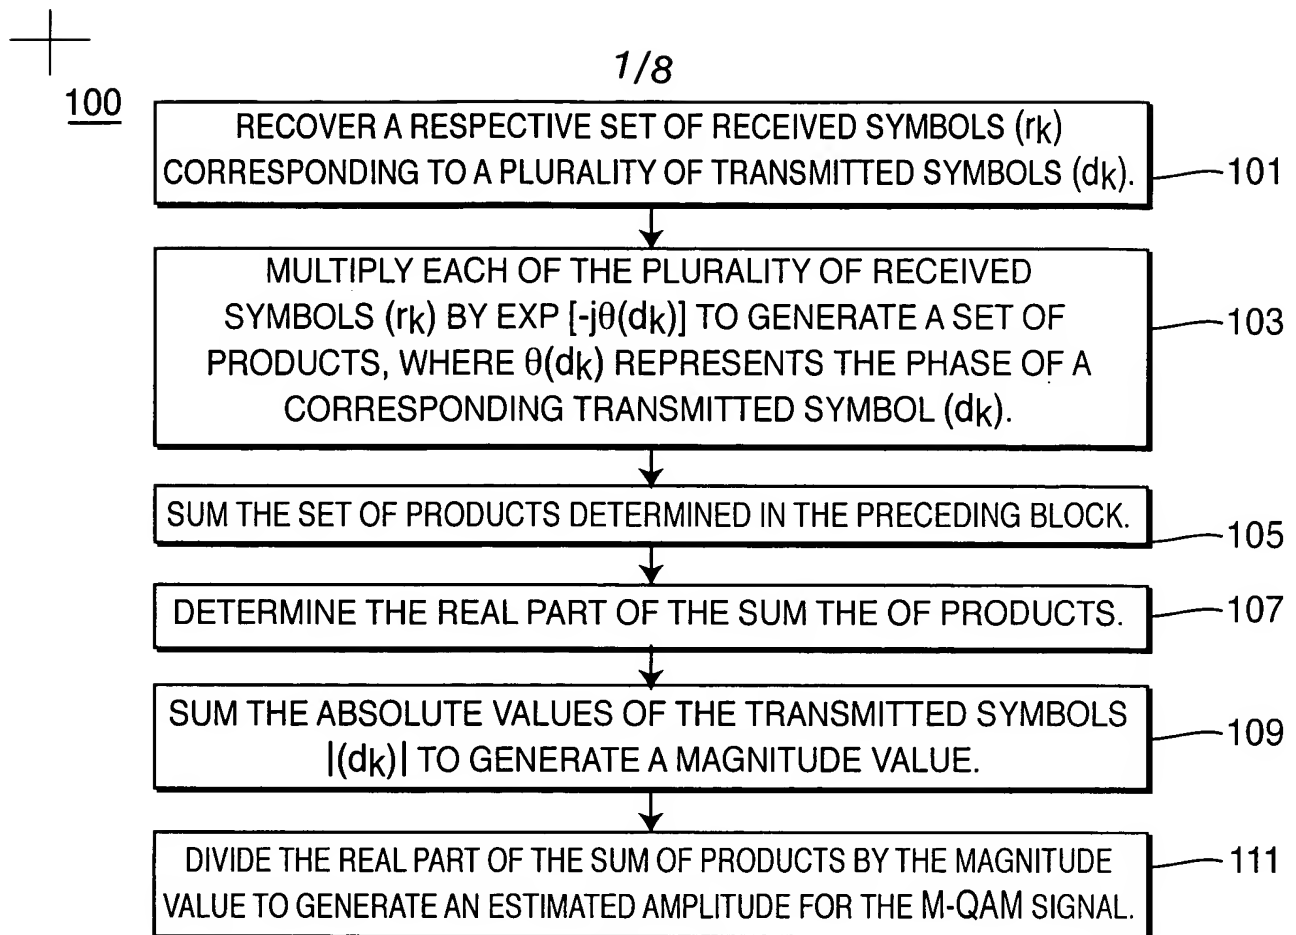 1/8
100
RECOVER A RESPECTIVE SET OF RECEIVED SYMBOLS (rk)
CORRESPONDING TO A PLURALITY OF TRANSMITTED SYMBOLS (dk).
101
MULTIPLY EACH OF THE PLURALITY OF RECEIVED
SYMBOLS (rk) BY EXP [-jθ(dk)] TO GENERATE A SET OF
PRODUCTS, WHERE θ(dk) REPRESENTS THE PHASE OF A
CORRESPONDING TRANSMITTED SYMBOL (dk).
103
SUM THE SET OF PRODUCTS DETERMINED IN THE PRECEDING BLOCK.
105
DETERMINE THE REAL PART OF THE SUM THE OF PRODUCTS.
107
SUM THE ABSOLUTE VALUES OF THE TRANSMITTED SYMBOLS
|(dk)| TO GENERATE A MAGNITUDE VALUE.
109
DIVIDE THE REAL PART OF THE SUM OF PRODUCTS BY THE MAGNITUDE
VALUE TO GENERATE AN ESTIMATED AMPLITUDE FOR THE M-QAM SIGNAL.
111